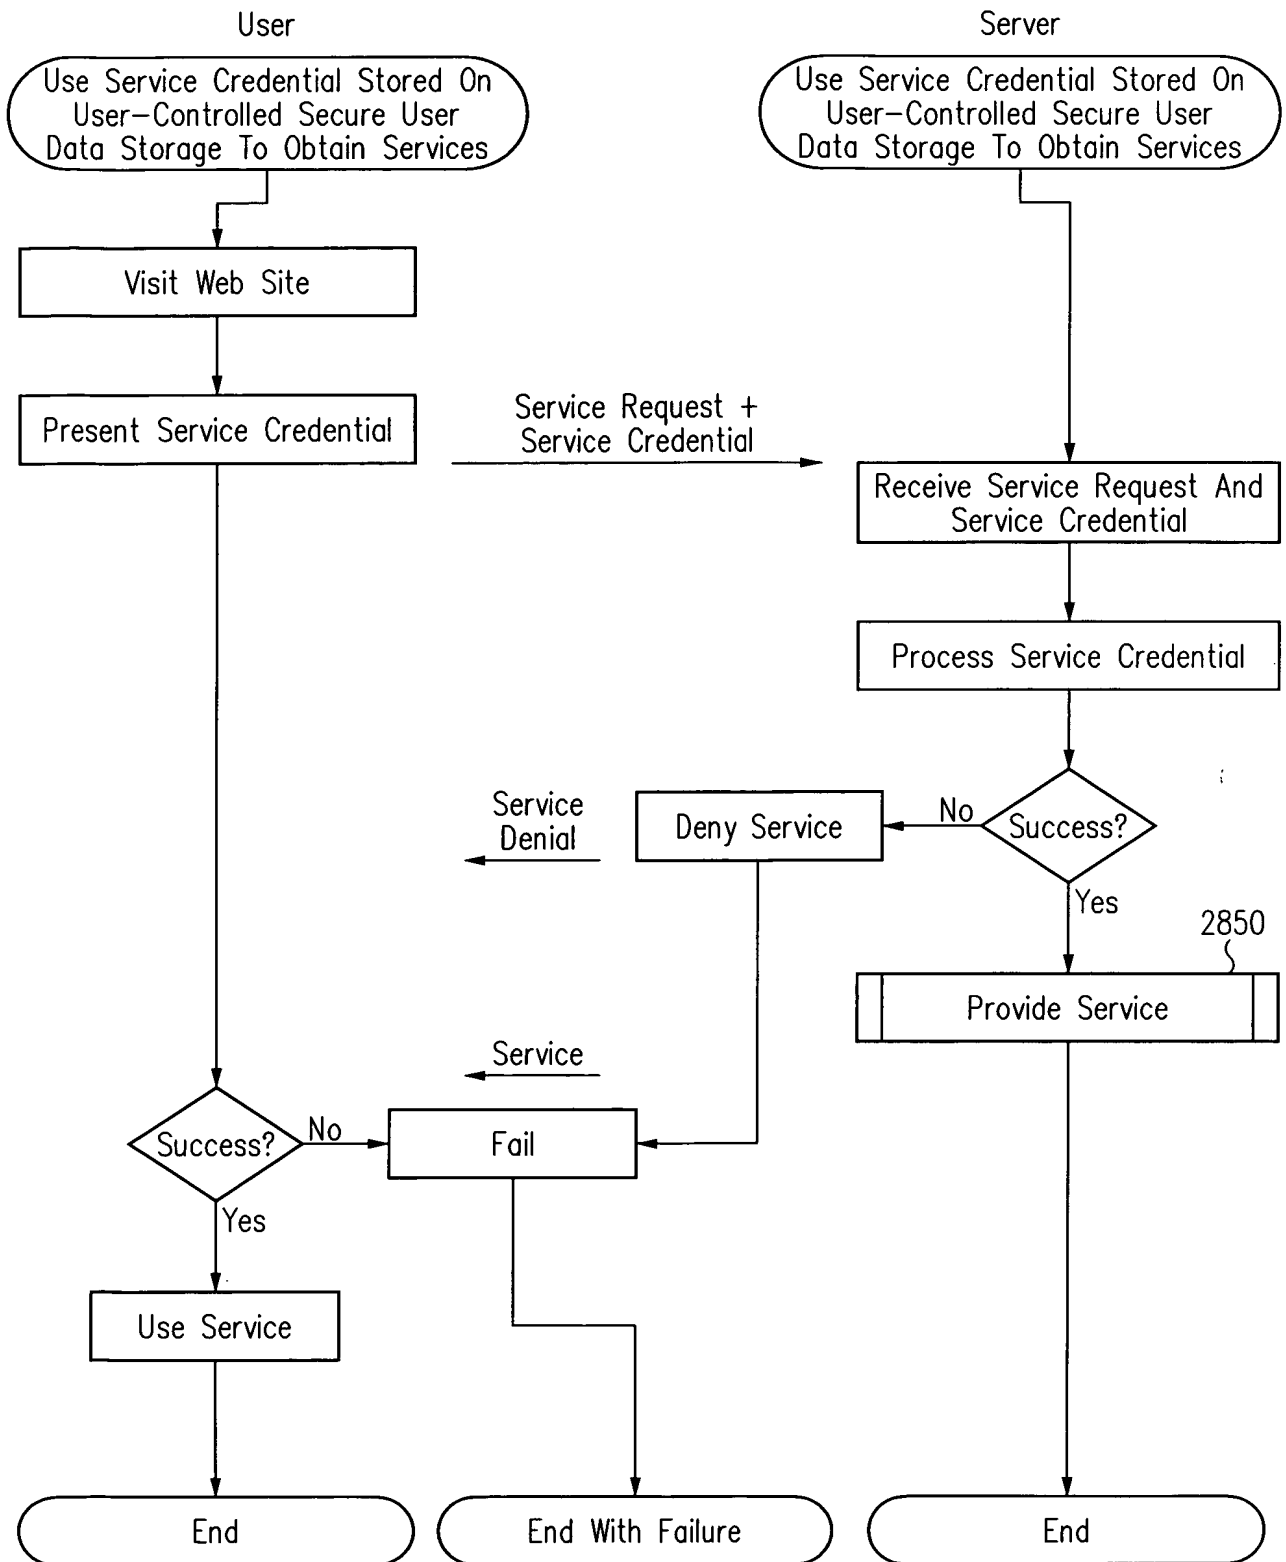 User
Server
Use Service Credential Stored On
User-Controlled Secure User
Data Storage To Obtain Services
Use Service Credential Stored On
User-Controlled Secure User
Data Storage To Obtain Services
Visit Web Site
Present Service Credential
Service Request +
Service Credential
Receive Service Request And
Service Credential
Process Service Credential
Service
Denial
Deny Service
No
Success?
Yes
2850
Provide Service
Service
Success?
No
Fail
Yes
Use Service
End
End With Failure
End